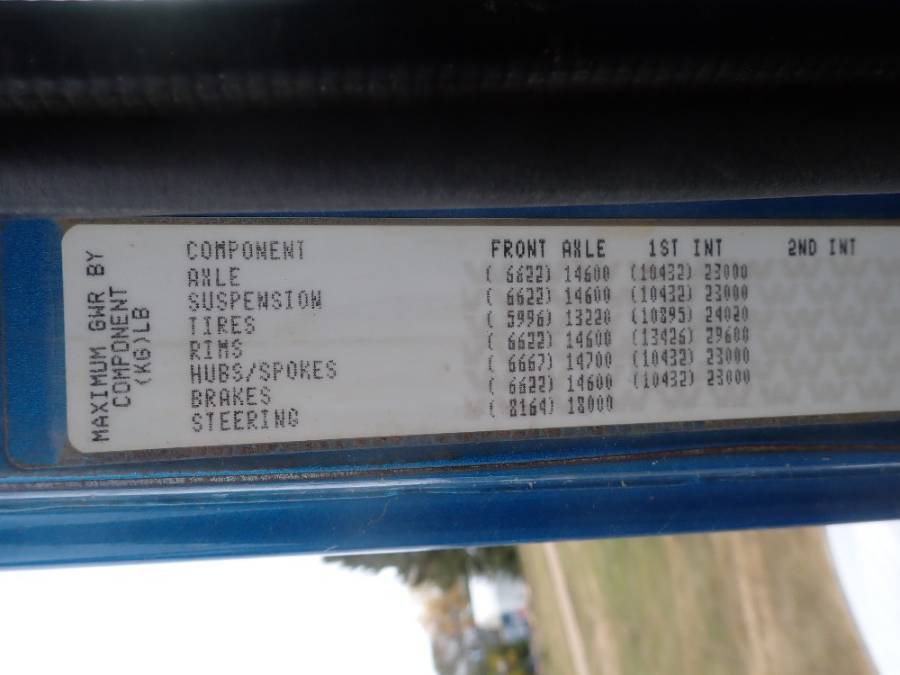 MAXIMUM GWR BY
COMPONENT
(KG)LB
COMPONENT FRONT AXLE 1ST INT 2ND INT
AXLE ( 6622) 14600 (10432) 23000
SUSPENSION ( 6622) 14600 (10432) 23000
TIRES ( 5996) 13220 (10895) 24020
RIMS ( 6622) 14600 (13426) 29600
HUBS/SPOKES ( 6667) 14700 (10432) 23000
BRAKES ( 6622) 14600 (10432) 23000
STEERING ( 8164) 18000